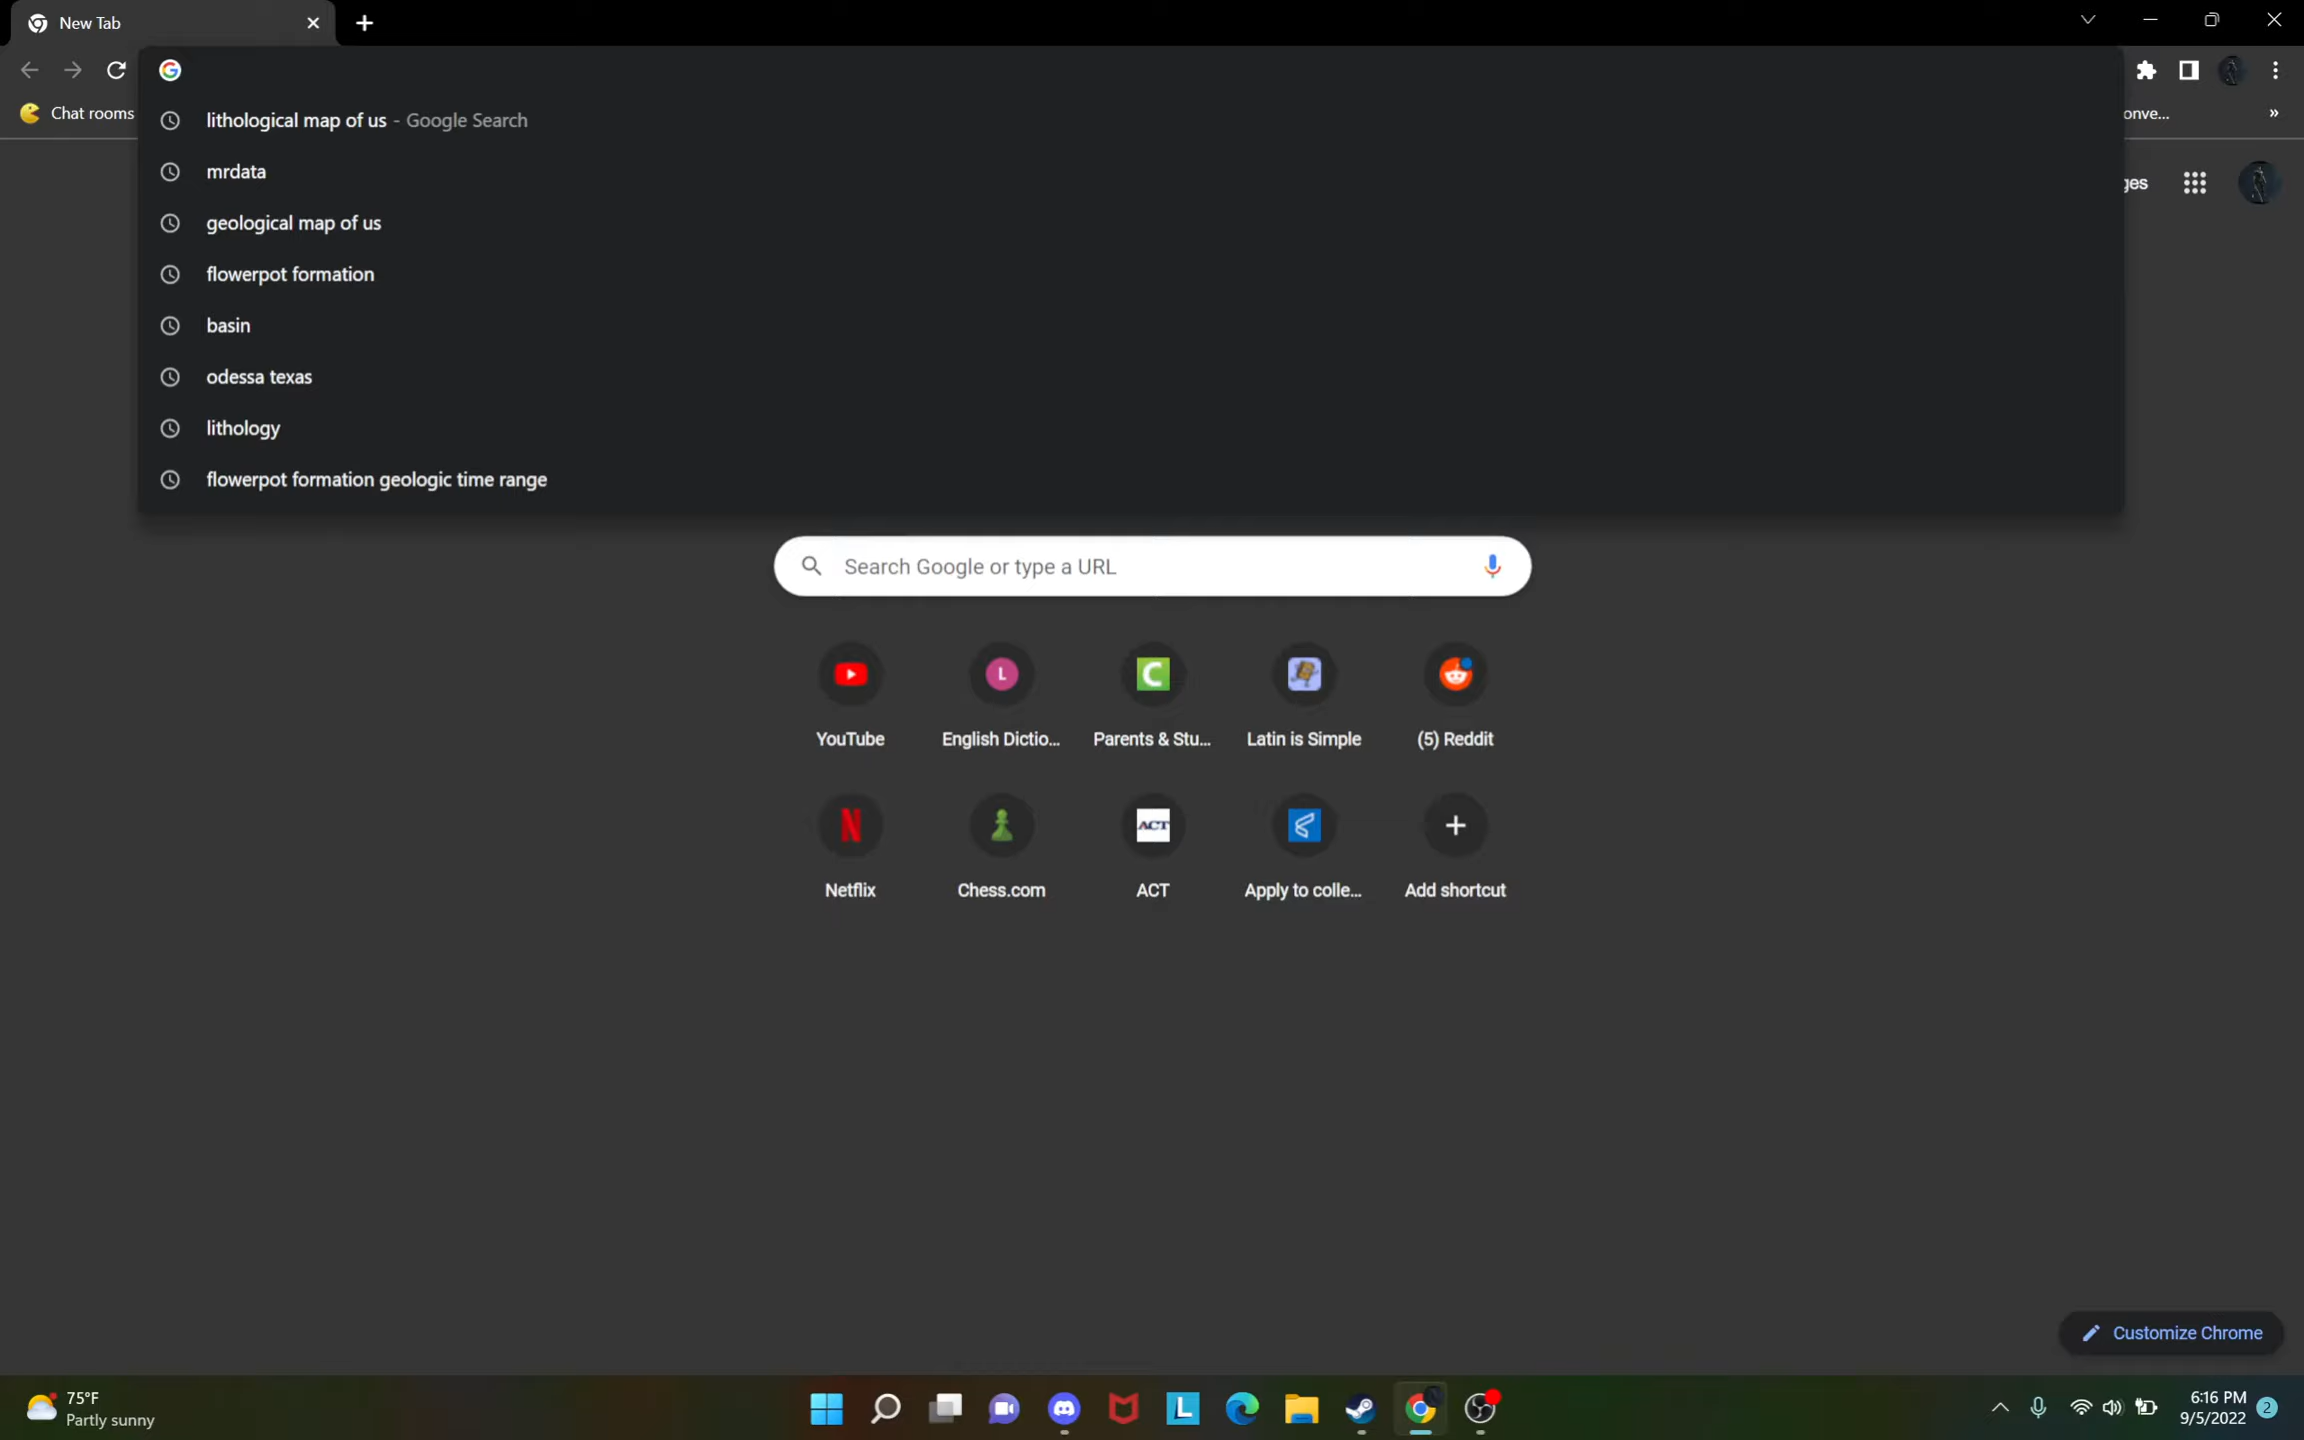 New Tab
Chat rooms
onve...
lithological map of us - Google Search
mrdata
geological map of us
flowerpot formation
basin
odessa texas
lithology
flowerpot formation geologic time range
ges
Search Google or type a URL
L
YouTube
English Dictio...
Parents & Stu...
Latin is Simple
(5) Reddit
ACT
Netflix
Chess.com
ACT
Apply to colle...
Add shortcut
Customize Chrome
75°F
Partly sunny
L
6:16 PM
9/5/2022
2